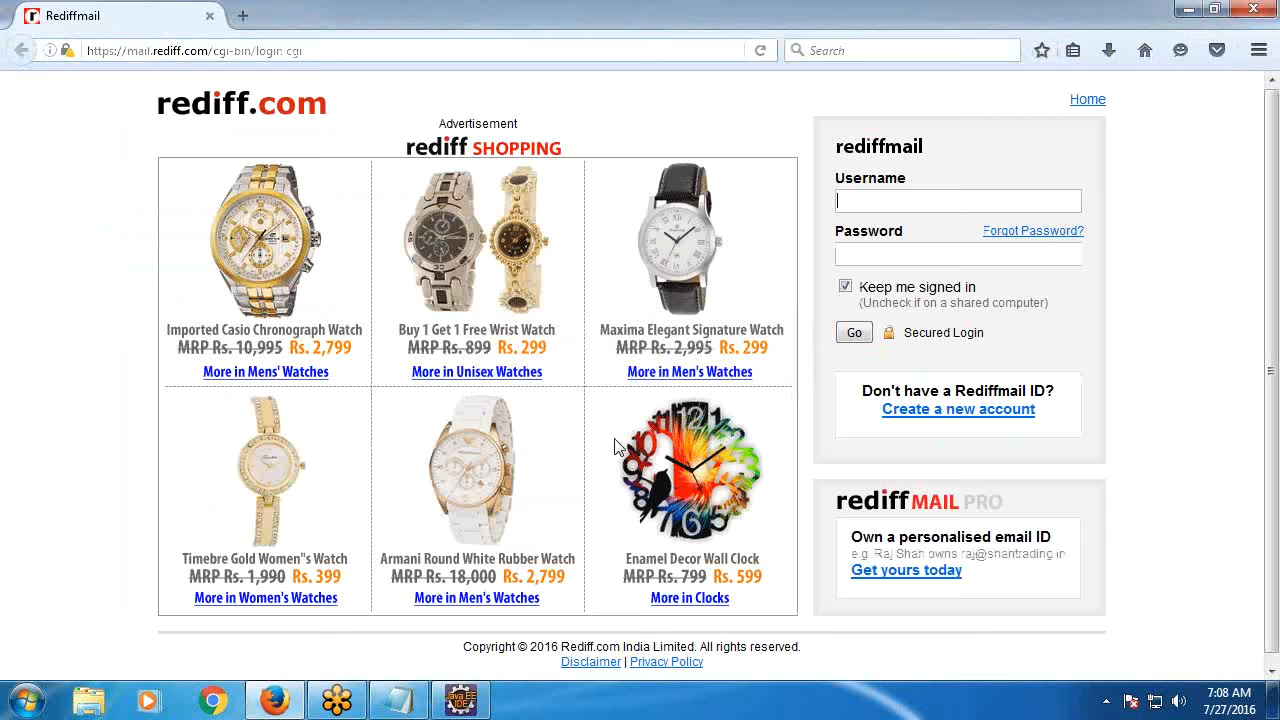 Rediffmail
https://mail.rediff.com/cgi-bin/login.cgi
Search
rediff.com
Home
Advertisement
rediff SHOPPING
Imported Casio Chronograph Watch
MRP Rs. 10,995 Rs. 2,799
More in Mens' Watches
Buy 1 Get 1 Free Wrist Watch
MRP Rs. 899 Rs. 299
More in Unisex Watches
Maxima Elegant Signature Watch
MRP Rs. 2,995 Rs. 299
More in Men's Watches
Timebre Gold Women"s Watch
MRP Rs. 1,990 Rs. 399
More in Women's Watches
Armani Round White Rubber Watch
MRP Rs. 18,000 Rs. 2,799
More in Men's Watches
Enamel Decor Wall Clock
MRP Rs. 799 Rs. 599
More in Clocks
rediffmail
Username
Password Forgot Password?
Keep me signed in
(Uncheck if on a shared computer)
Go Secured Login
Don't have a Rediffmail ID?
Create a new account
rediff MAIL PRO
Own a personalised email ID
e.g. Raj Shah owns raj@shahtrading.in
Get yours today
Copyright © 2016 Rediff.com India Limited. All rights reserved.
Disclaimer | Privacy Policy
Java EE
IDE
7:08 AM
7/27/2016